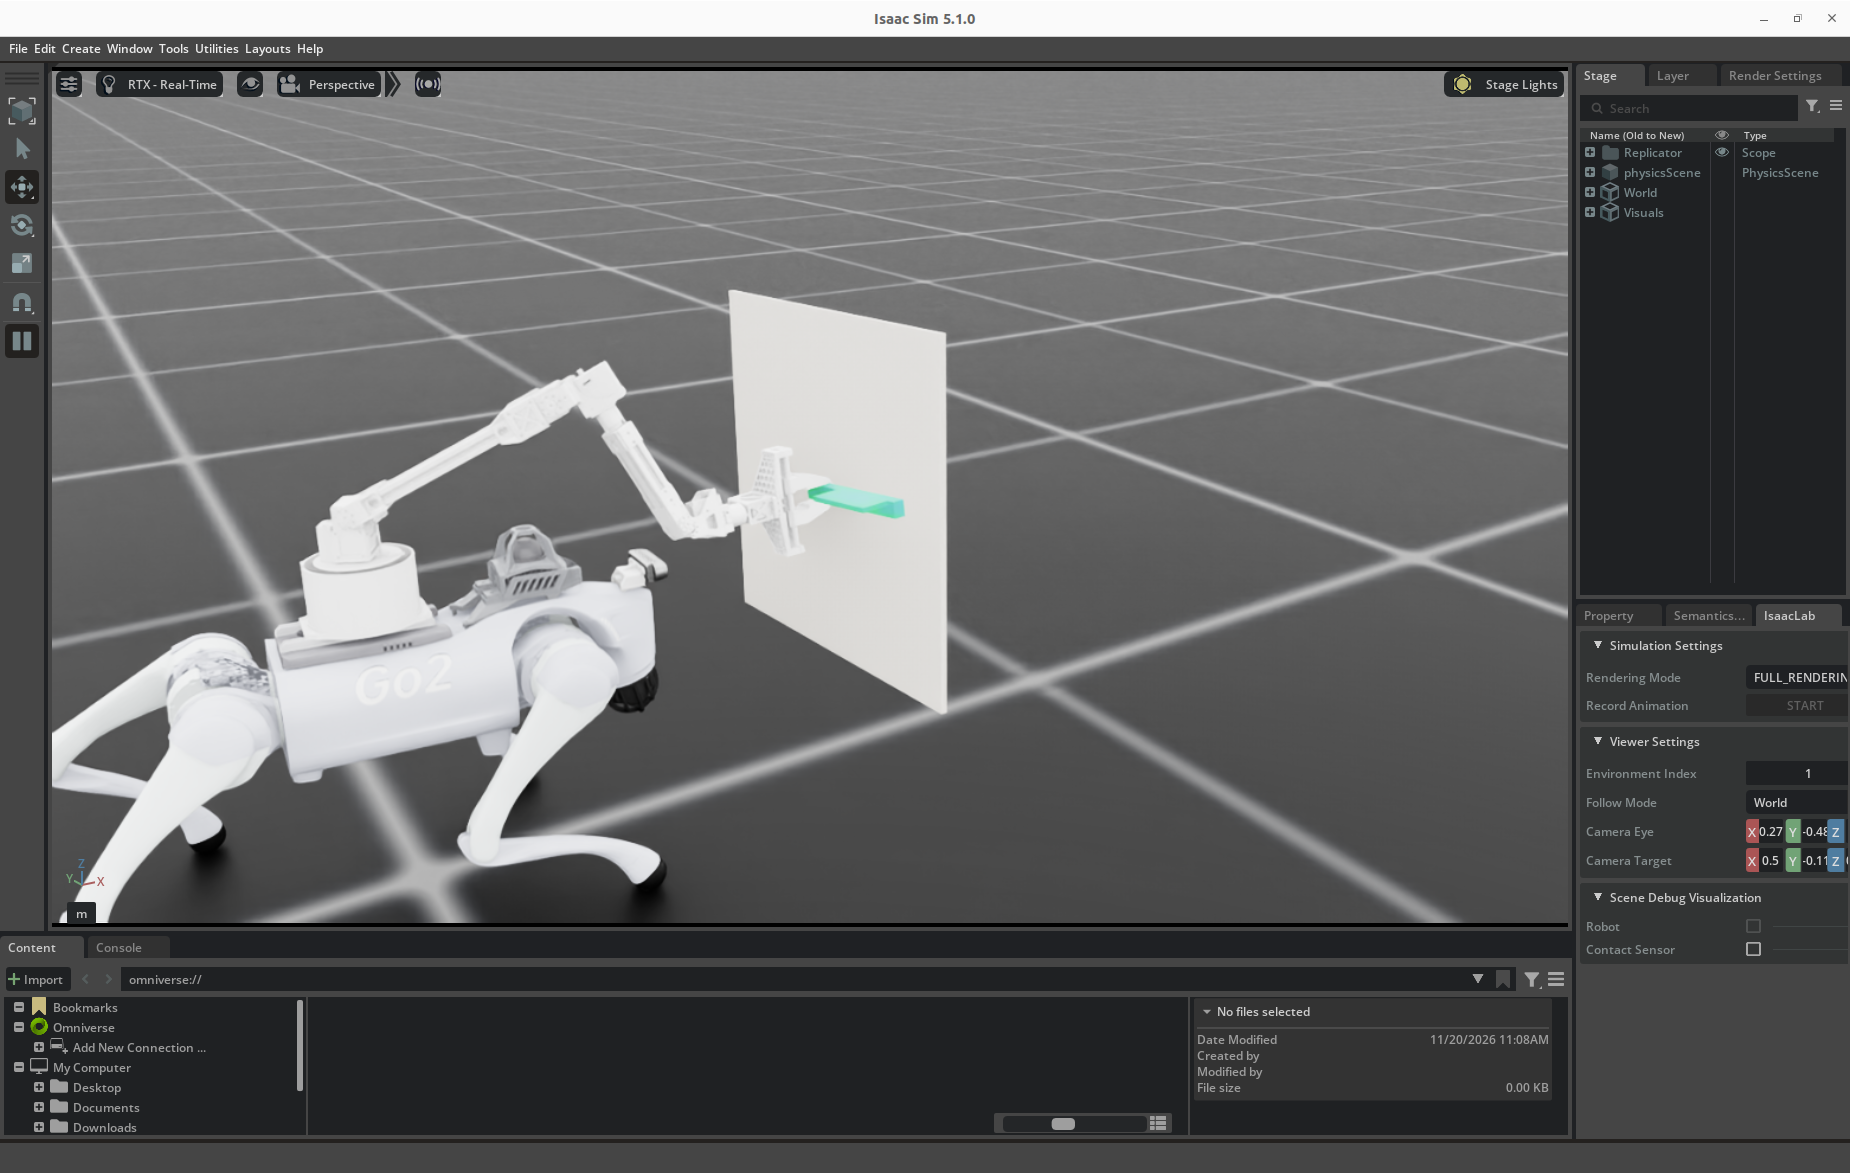 Isaac Sim 5.1.0
File Edit Create Window Tools Utilities Layouts Help
RTX - Real-Time
Perspective
Stage Lights
Go2
Z
Y
X
m
Stage
Layer
Render Settings
Search
Name (Old to New)
Type
Replicator
Scope
physicsScene
PhysicsScene
World
Visuals
Property
Semantics...
IsaacLab
Simulation Settings
Rendering Mode
FULL_RENDERIN
Record Animation
START
Viewer Settings
Environment Index
1
Follow Mode
World
Camera Eye
X 0.27 Y -0.48 Z
Camera Target
X 0.5 Y -0.11 Z
Scene Debug Visualization
Robot
Contact Sensor
Content
Console
Import
omniverse://
Bookmarks
Omniverse
Add New Connection ...
My Computer
Desktop
Documents
Downloads
No files selected
Date Modified
11/20/2026 11:08AM
Created by
Modified by
File size
0.00 KB